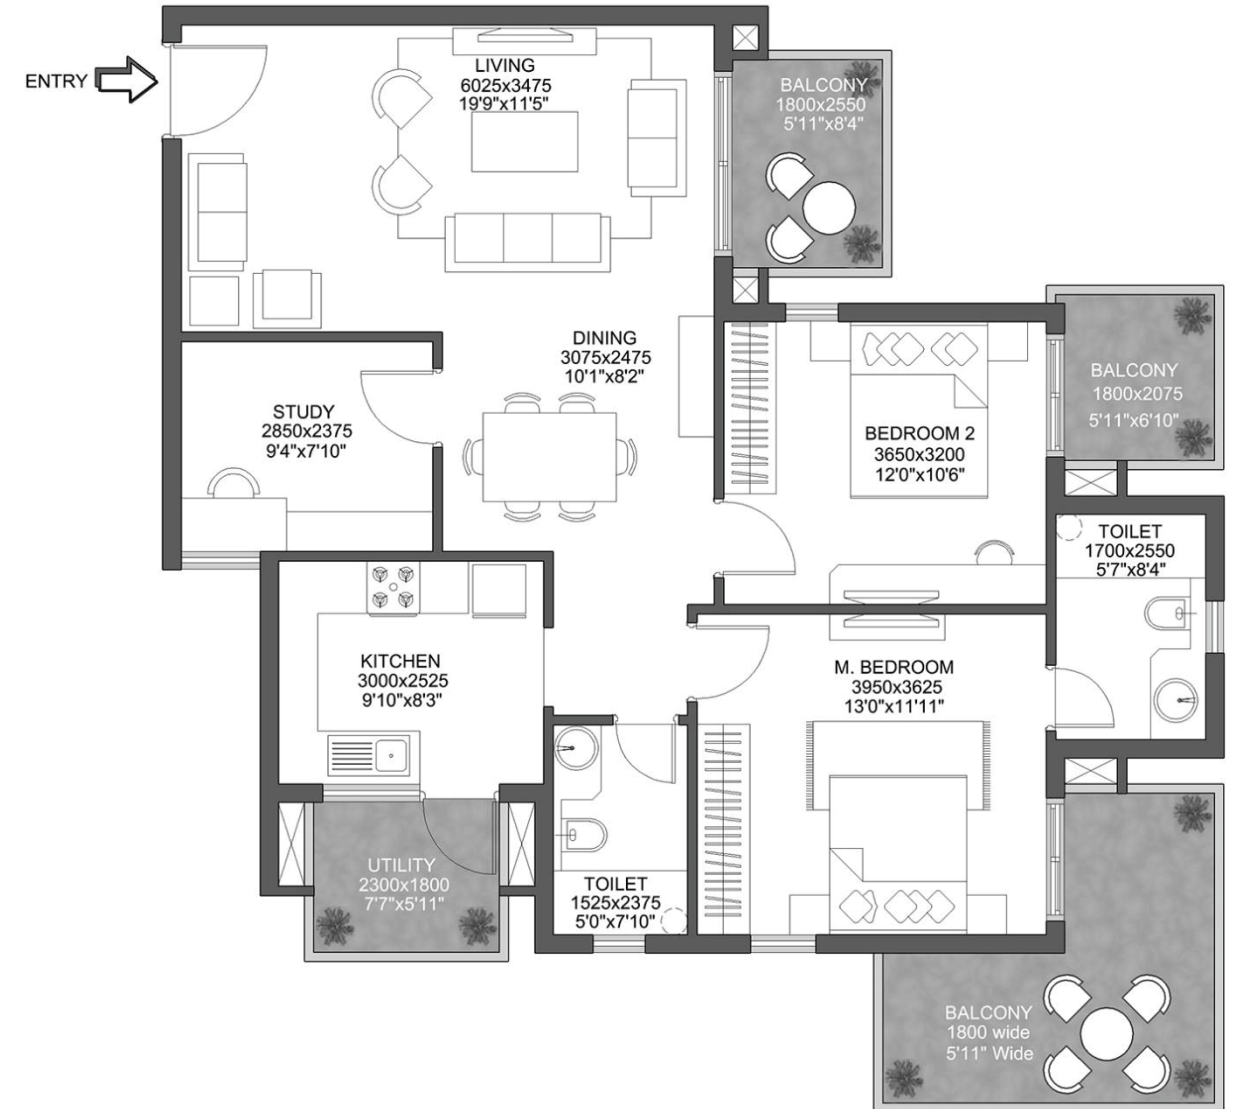 ENTRY
LIVING
6025x3475
19'9"x11'5"
BALCONY
1800x2550
5'11"x8'4"
DINING
3075x2475
10'1"x8'2"
BALCONY
1800x2075
5'11"x6'10"
STUDY
2850x2375
9'4"x7'10"
BEDROOM 2
3650x3200
12'0"x10'6"
TOILET
1700x2550
5'7"x8'4"
KITCHEN
3000x2525
9'10"x8'3"
M. BEDROOM
3950x3625
13'0"x11'11"
UTILITY
2300x1800
7'7"x5'11"
TOILET
1525x2375
5'0"x7'10"
BALCONY
1800 wide
5'11" Wide